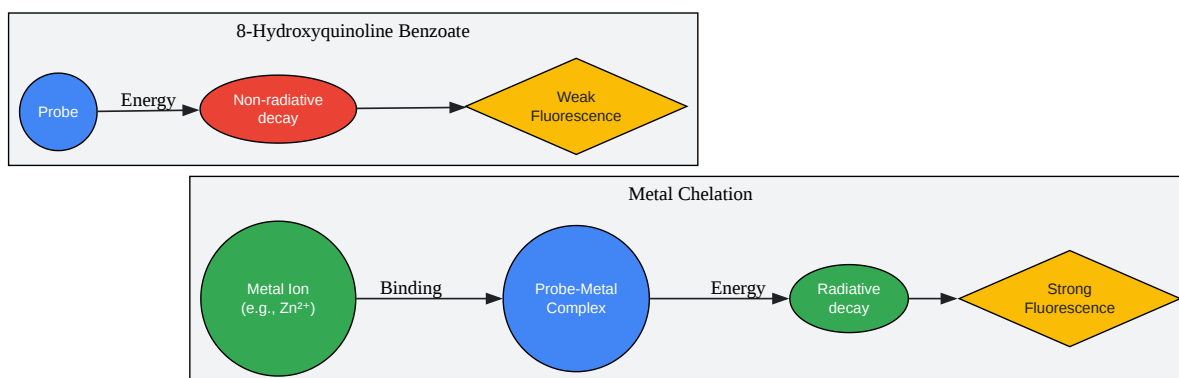 8-Hydroxyquinoline Benzoate
Probe
Energy
Non-radiative
decay
Weak
Fluorescence
Metal Chelation
Metal Ion
(e.g., Zn²⁺)
Binding
Probe-Metal
Complex
Energy
Radiative
decay
Strong
Fluorescence